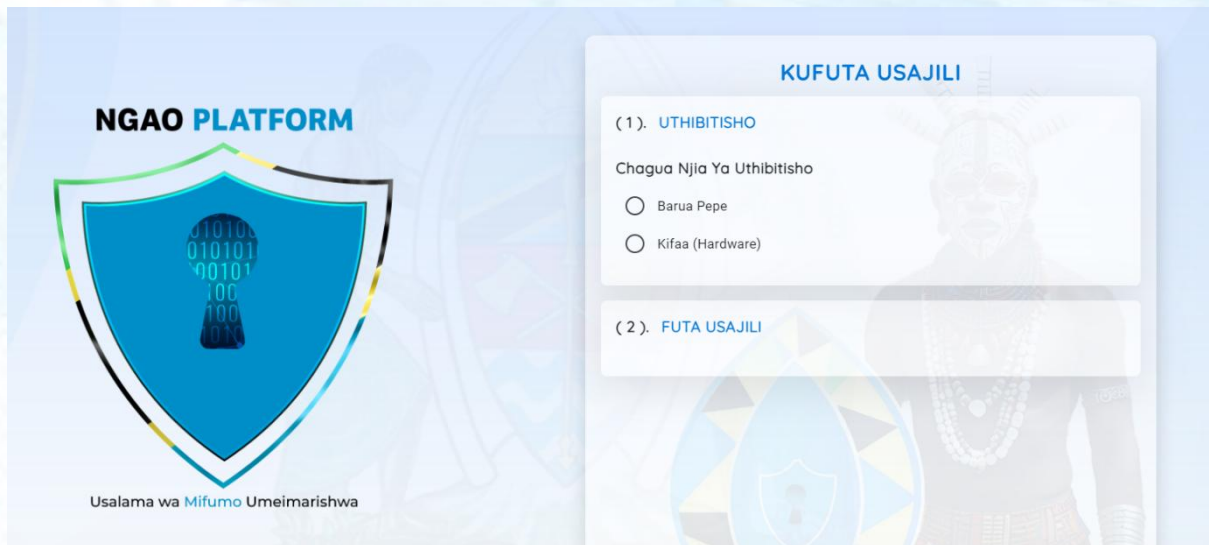 NGAO PLATFORM
Usalama wa Mifumo Umeimarishwa
KUFUTA USAJILI
( 1 ). UTHIBITISHO
Chagua Njia Ya Uthibitisho
Barua Pepe
Kifaa (Hardware)
( 2 ). FUTA USAJILI